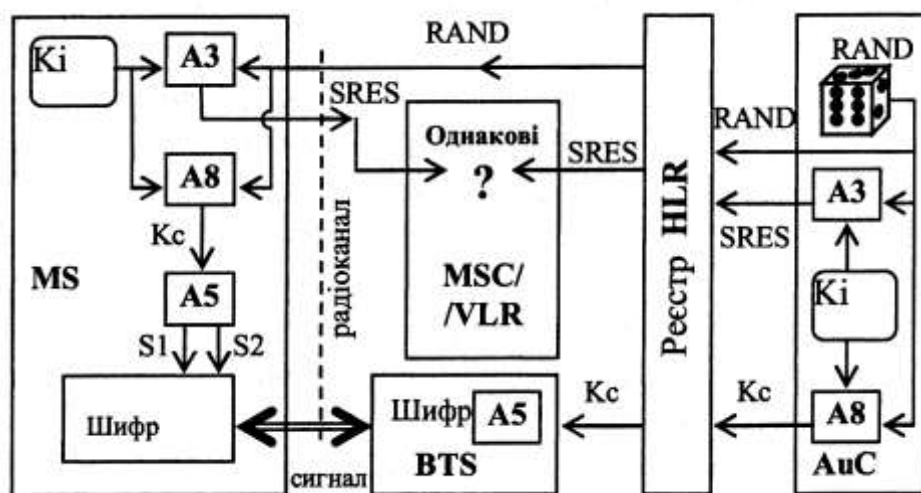 Ki
A3
RAND
SRES
A8
Kc
MS
A5
S1
S2
Шифр
радіоканал
сигнал
Однакові
?
MSC/
/VLR
SRES
Шифр
A5
BTS
Kc
Реєстр HLR
RAND
SRES
Kc
RAND
A3
Ki
A8
AuC